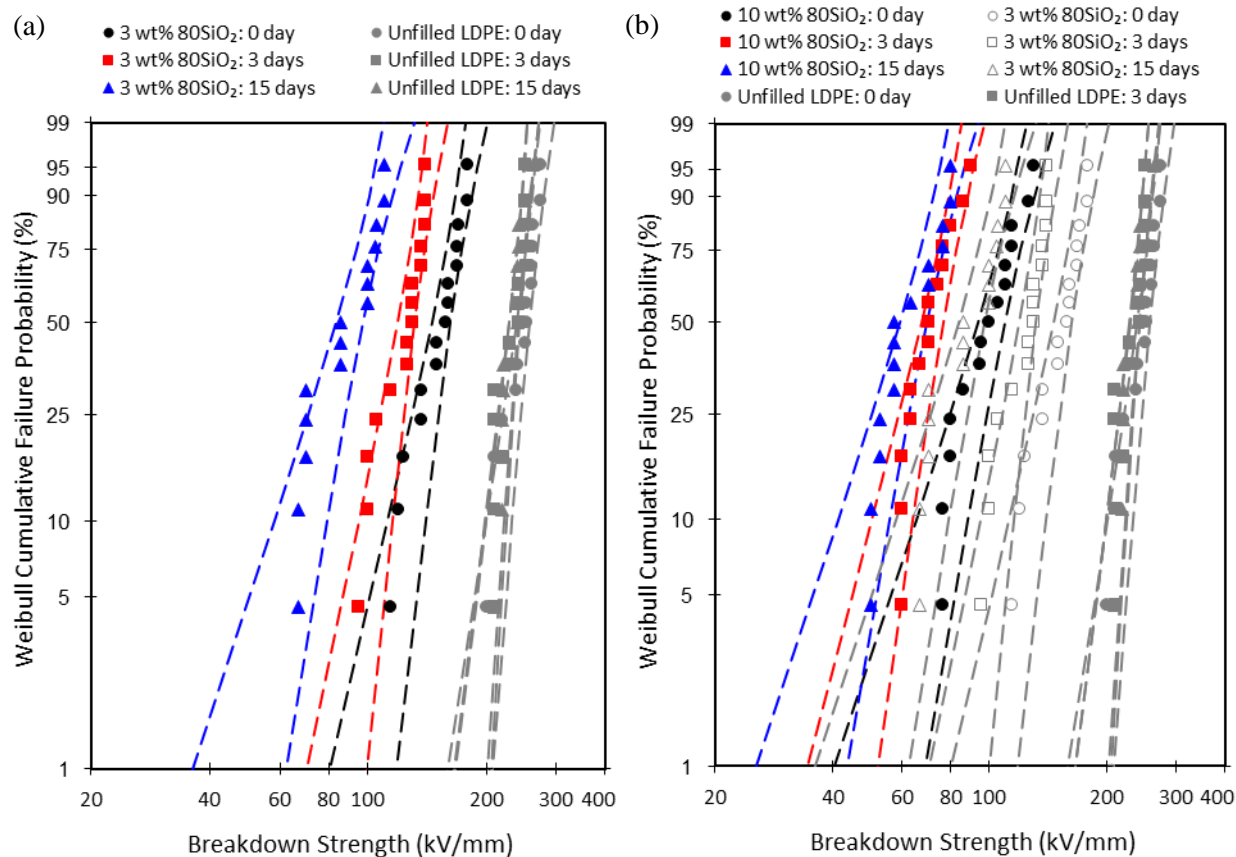 (a)
3 wt% 80SiO₂: 0 day
Unfilled LDPE: 0 day
3 wt% 80SiO₂: 3 days
Unfilled LDPE: 3 days
3 wt% 80SiO₂: 15 days
Unfilled LDPE: 15 days
Weibull Cumulative Failure Probability (%)
99
95
90
75
50
25
10
5
1
20
40
60
80
100
200
300
400
Breakdown Strength (kV/mm)
(b)
10 wt% 80SiO₂: 0 day
3 wt% 80SiO₂: 0 day
10 wt% 80SiO₂: 3 days
3 wt% 80SiO₂: 3 days
10 wt% 80SiO₂: 15 days
3 wt% 80SiO₂: 15 days
Unfilled LDPE: 0 day
Unfilled LDPE: 3 days
Weibull Cumulative Failure Probability (%)
99
95
90
75
50
25
10
5
1
20
40
60
80
100
200
300
400
Breakdown Strength (kV/mm)